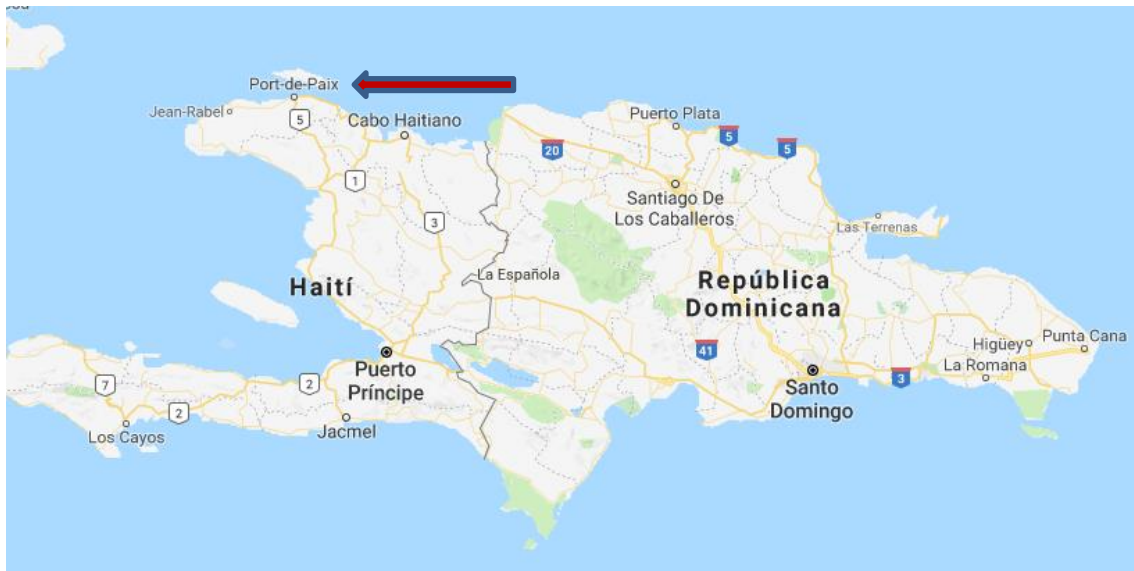 Port-de-Paix
Jean-Rabel
5
Cabo Haitiano
Puerto Plata
5
5
20
1
Santiago De
Los Caballeros
3
Las Terrenas
La Española
Haití
República
Dominicana
Punta Cana
Higüey
41
Puerto
Príncipe
La Romana
7
2
Santo
Domingo
3
2
Jacmel
Los Cayos